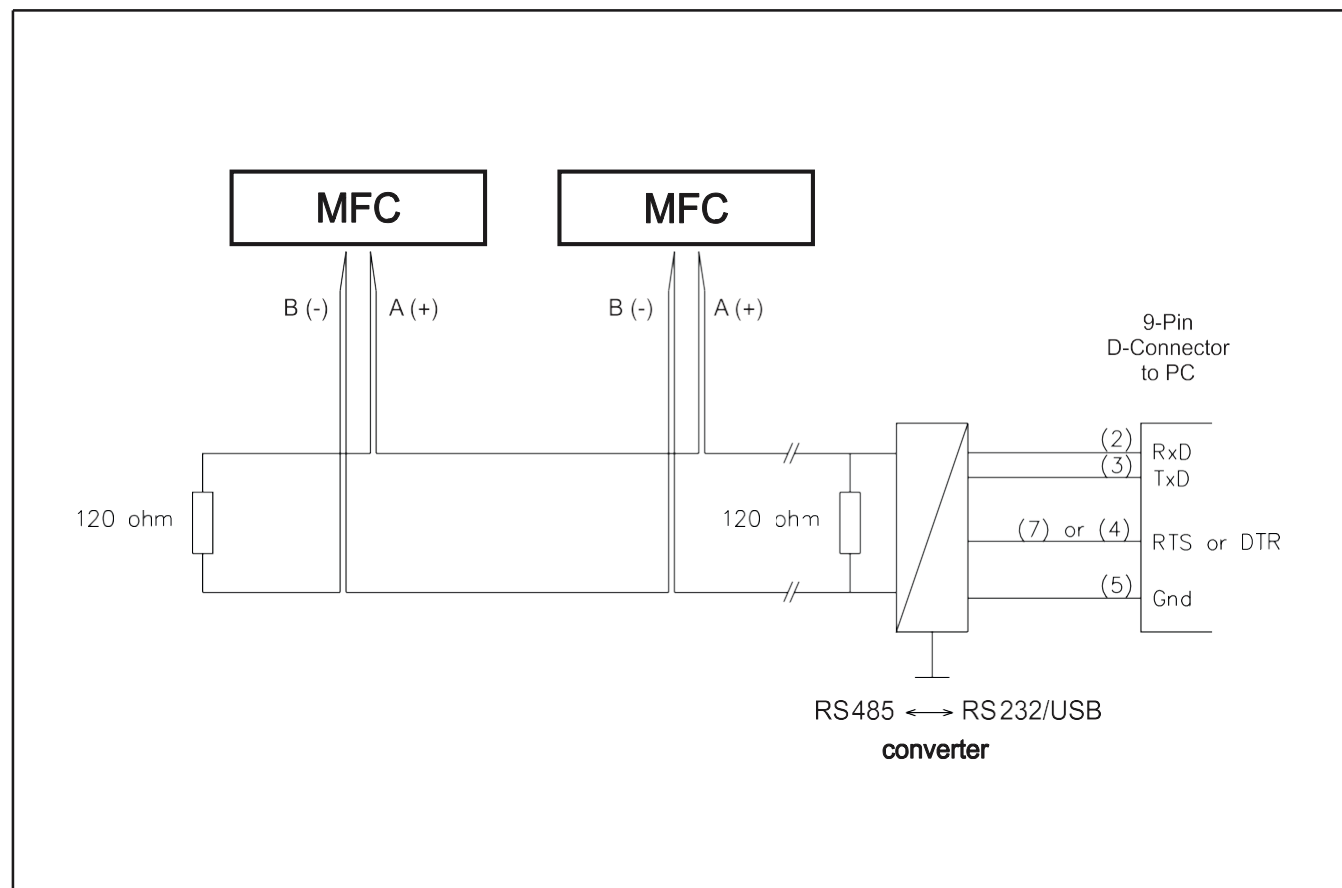 MFC
MFC
B (-)
A (+)
B (-)
A (+)
9-Pin
D-Connector
to PC
(2)
RxD
(3)
TxD
120 ohm
120 ohm
(7) or (4)
RTS or DTR
(5)
Gnd
RS485 ↔ RS232/USB
converter